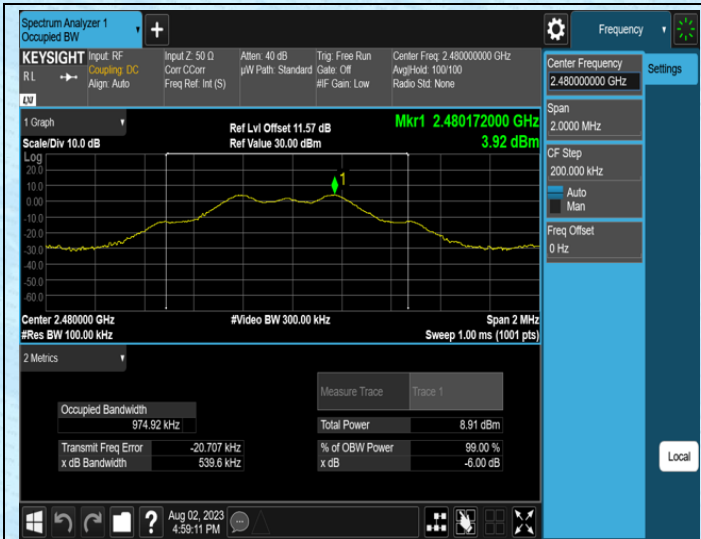 Spectrum Analyzer 1
Occupied BW
Frequency
KEYSIGHT
RL
Input: RF
Coupling: DC
Align: Auto
Input Z: 50 Ω
Corr CCorr
Freq Ref: Int (S)
Atten: 40 dB
µW Path: Standard
Trig: Free Run
Gate: Off
#IF Gain: Low
Center Freq: 2.480000000 GHz
Avg|Hold: 100/100
Radio Std: None
1 Graph
Scale/Div 10.0 dB
Ref Lvl Offset 11.57 dB
Ref Value 30.00 dBm
Mkr1 2.480172000 GHz
3.92 dBm
Log
20.0
10.0
0.00
-10.0
-20.0
-30.0
-40.0
-50.0
-60.0
1
Center 2.480000 GHz
#Res BW 100.00 kHz
#Video BW 300.00 kHz
Span 2 MHz
Sweep 1.00 ms (1001 pts)
2 Metrics
Measure Trace
Trace 1
Occupied Bandwidth
974.92 kHz
Total Power
8.91 dBm
Transmit Freq Error
-20.707 kHz
% of OBW Power
99.00 %
x dB Bandwidth
539.6 kHz
x dB
-6.00 dB
Center Frequency
2.480000000 GHz
Settings
Span
2.0000 MHz
CF Step
200.000 kHz
Auto
Man
Freq Offset
0 Hz
Local
?
Aug 02, 2023
4:59:11 PM